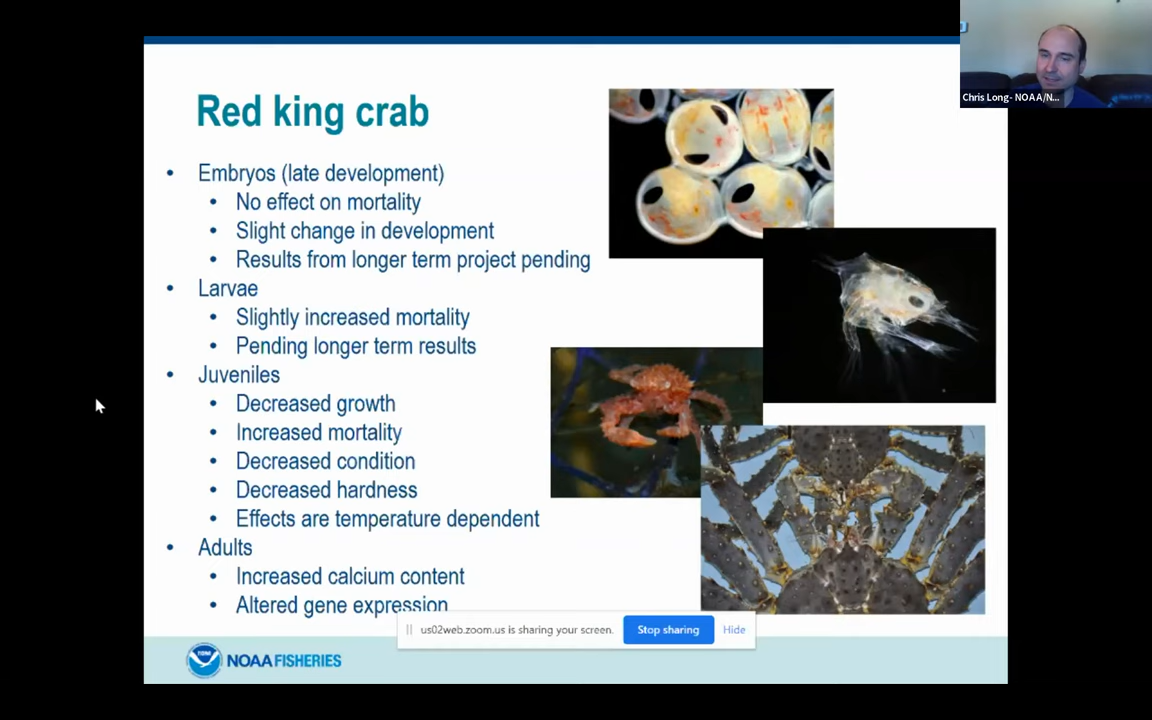 Chris Long- NOAA/N...
Red king crab
• Embryos (late development)
• No effect on mortality
• Slight change in development
• Results from longer term project pending
• Larvae
• Slightly increased mortality
• Pending longer term results
• Juveniles
• Decreased growth
• Increased mortality
• Decreased condition
• Decreased hardness
• Effects are temperature dependent
• Adults
• Increased calcium content
• Altered gene expression
us02web.zoom.us is sharing your screen.
Stop sharing
Hide
NOAA FISHERIES